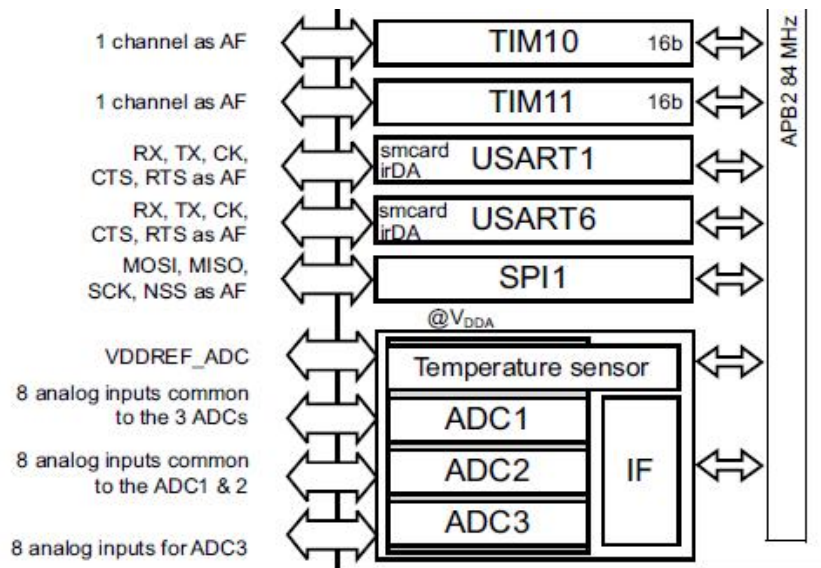 1 channel as AF
TIM10 16b
1 channel as AF
TIM11 16b
RX, TX, CK,
CTS, RTS as AF
smcard
irDA
USART1
RX, TX, CK,
CTS, RTS as AF
smcard
irDA
USART6
MOSI, MISO,
SCK, NSS as AF
SPI1
@VDDA
VDDREF_ADC
Temperature sensor
8 analog inputs common
to the 3 ADCs
ADC1
8 analog inputs common
to the ADC1 & 2
ADC2
IF
8 analog inputs for ADC3
ADC3
APB2 84 MHz